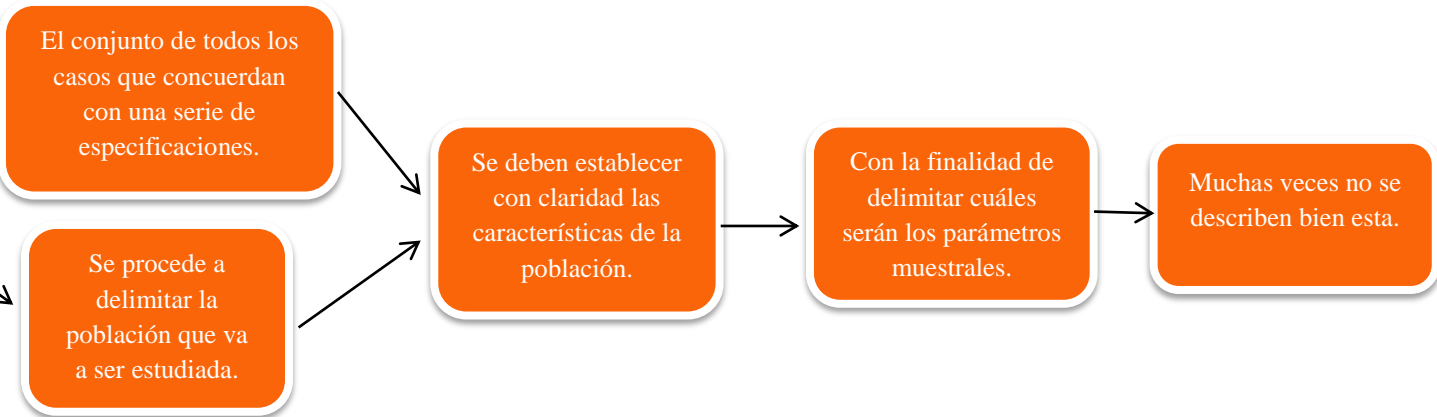 El conjunto de todos los
casos que concuerdan
con una serie de
especificaciones.
Se procede a
delimitar la
población que va
a ser estudiada.
Se deben establecer
con claridad las
características de la
población.
Con la finalidad de
delimitar cuáles
serán los parámetros
muestrales.
Muchas veces no se
describen bien esta.